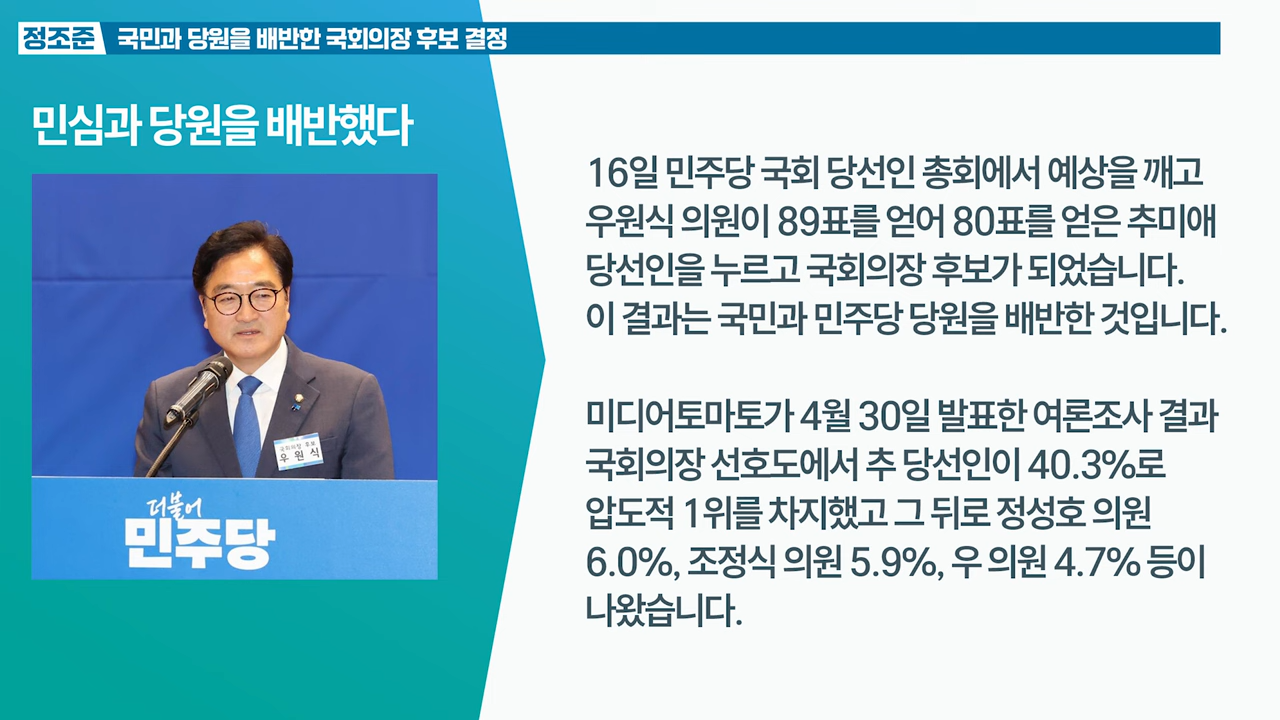 정조준 국민과 당원을 배반한 국회의장 후보 결정
민심과 당원을 배반했다
국회의장 후보
우 원 식
더불어
민주당
16일 민주당 국회 당선인 총회에서 예상을 깨고
우원식 의원이 89표를 얻어 80표를 얻은 추미애
당선인을 누르고 국회의장 후보가 되었습니다.
이 결과는 국민과 민주당 당원을 배반한 것입니다.
미디어토마토가 4월 30일 발표한 여론조사 결과
국회의장 선호도에서 추 당선인이 40.3%로
압도적 1위를 차지했고 그 뒤로 정성호 의원
6.0%, 조정식 의원 5.9%, 우 의원 4.7% 등이
나왔습니다.